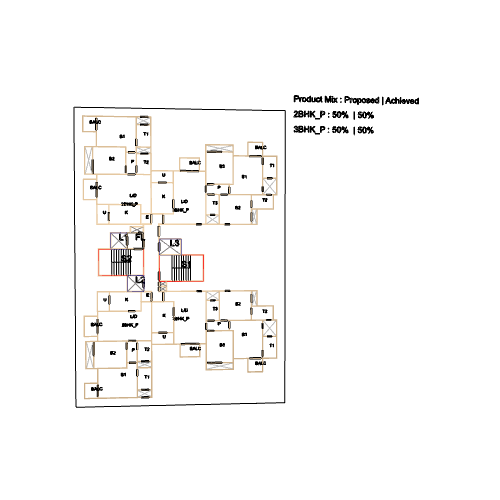 Product Mix : Proposed | Achieved
2BHK_P : 50% | 50%
3BHK_P : 50% | 50%
BALC
B1
T1
BALC
B2
P
T2
BALC
B3
B1
T1
U
BALC
L/D
2BHK_P
K
L/D
3BHK_P
P
T3
B2
T2
U
K
E
L1
FL
L3
S2
S1
L2
E
U
K
K
L/D
2BHK_P
L/D
3BHK_P
T3
B2
T2
BALC
P
U
BALC
B2
P
T2
B3
B1
T1
BALC
BALC
B1
T1